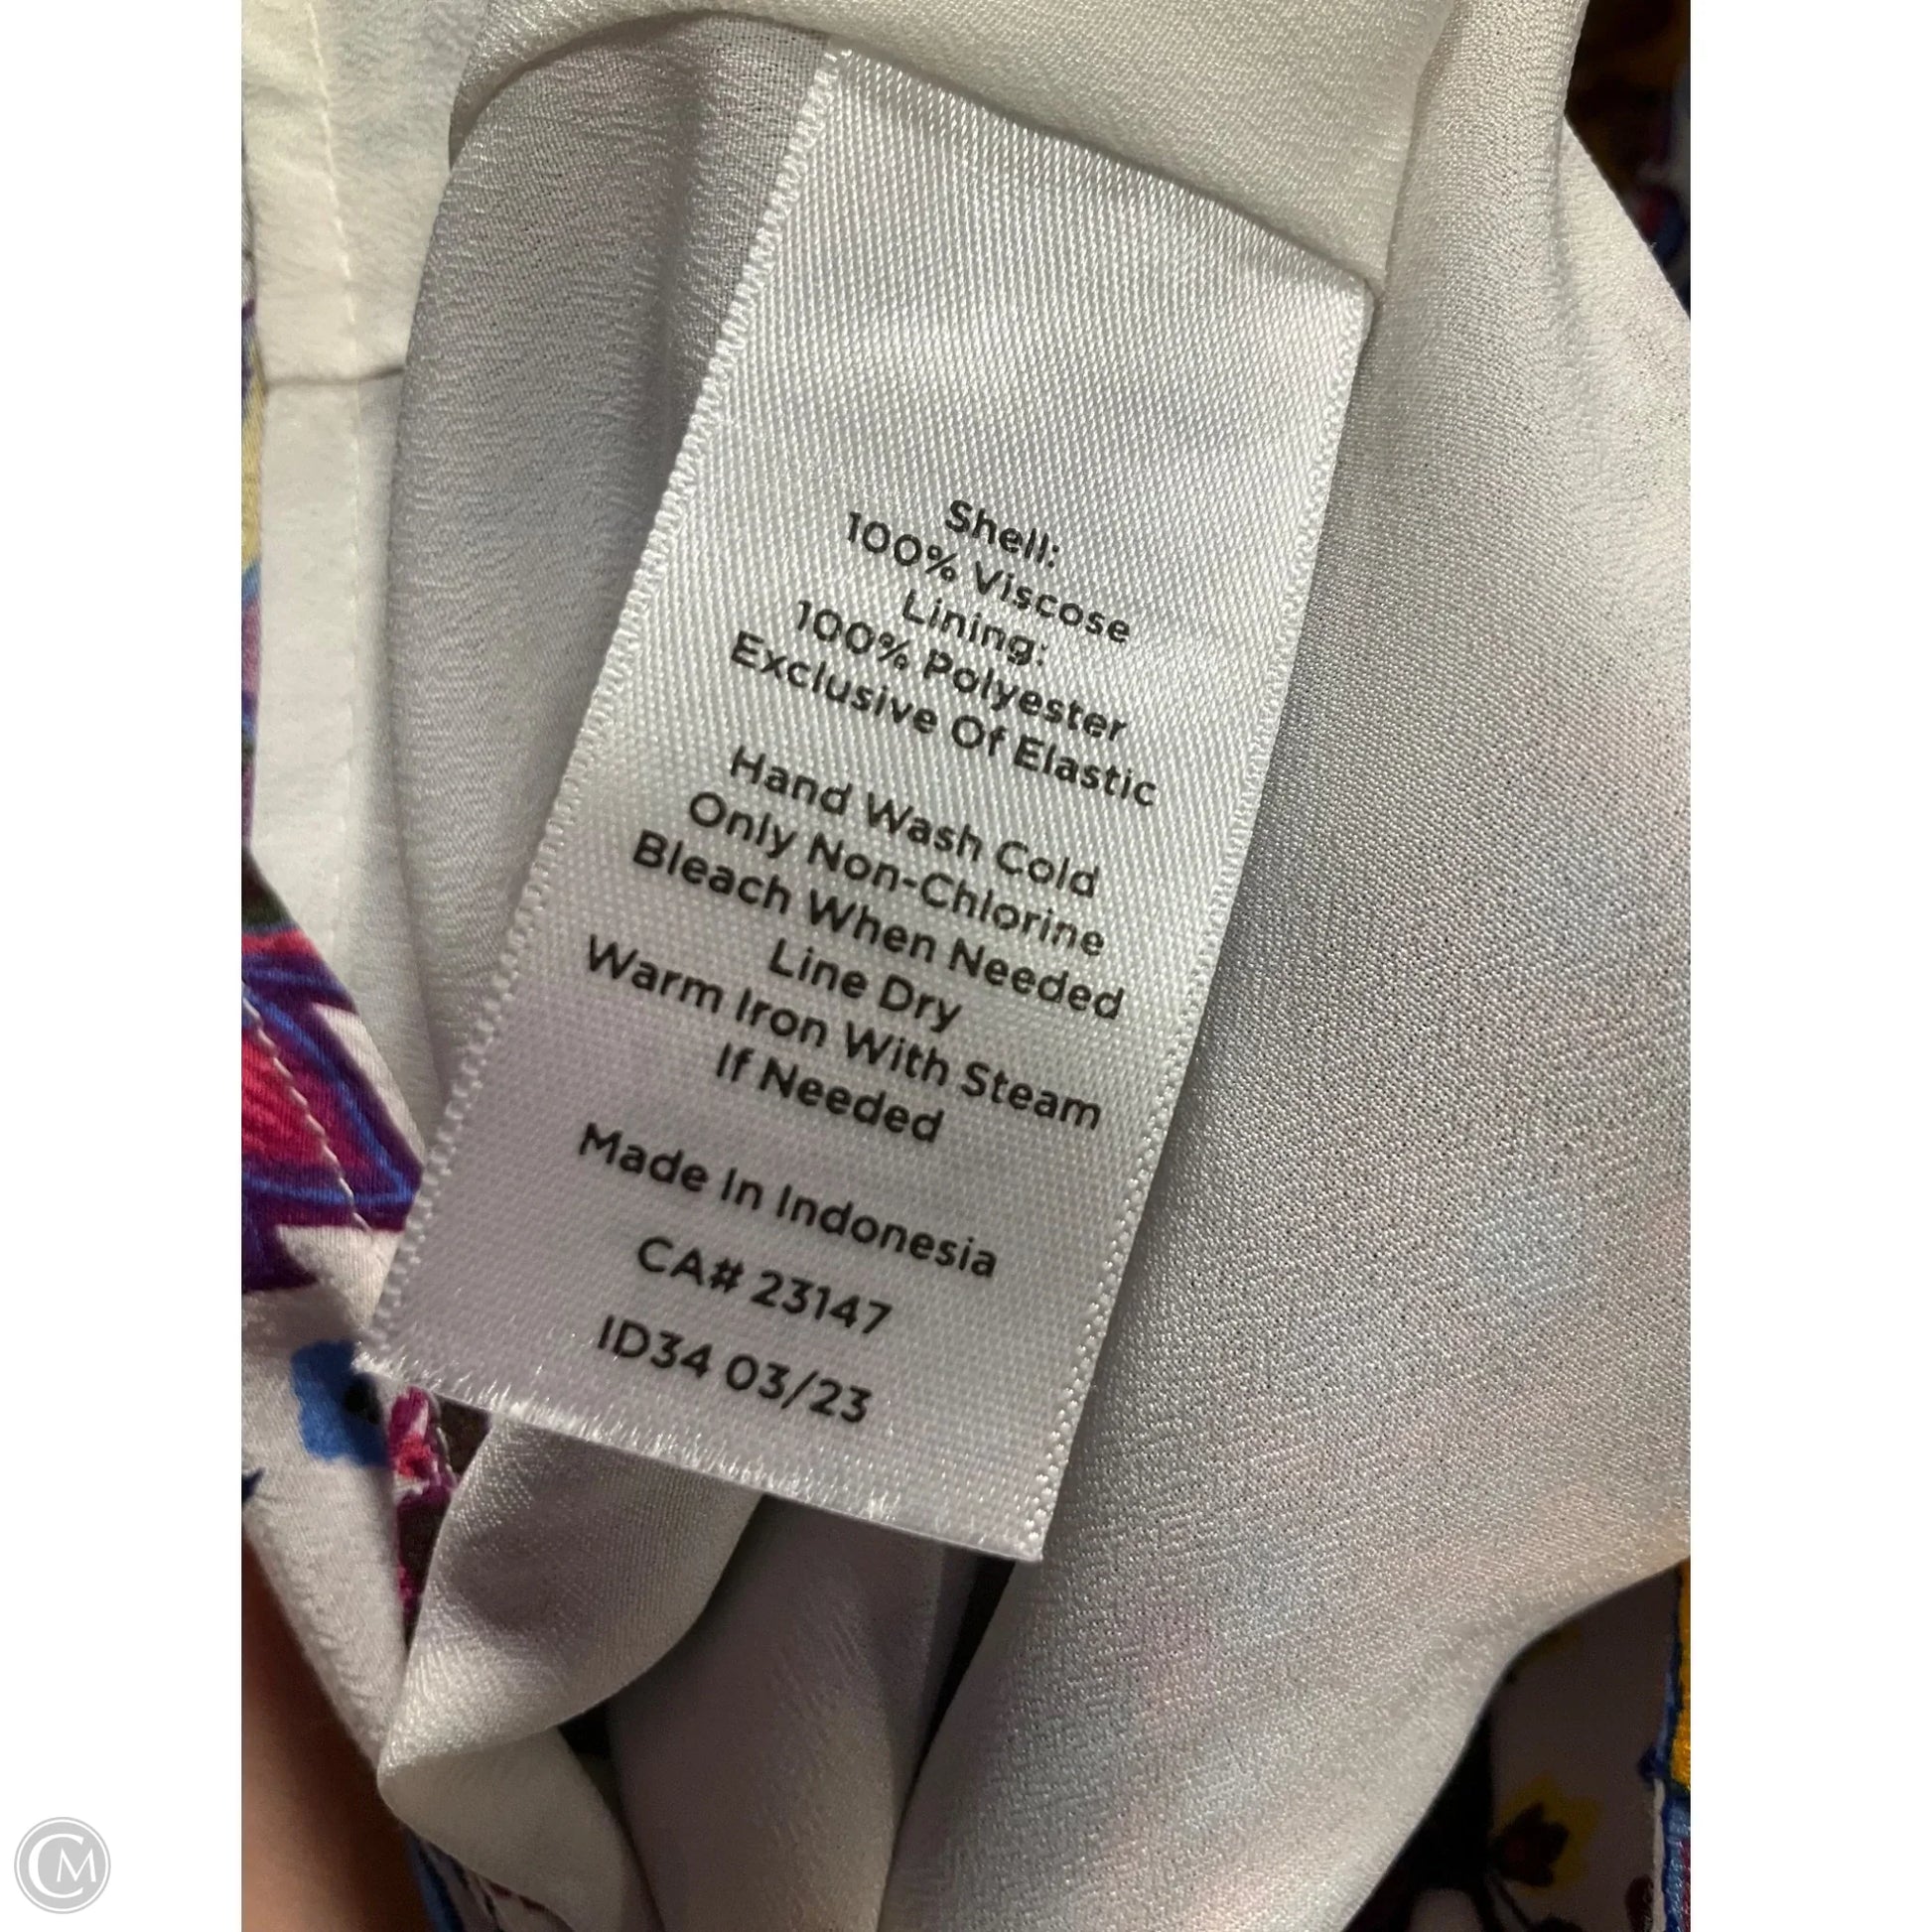 Shell:
100% Viscose
Lining:
100% Polyester
Exclusive Of Elastic
Hand Wash Cold
Only Non-Chlorine
Bleach When Needed
Line Dry
Warm Iron With Steam
If Needed
Made In Indonesia
CA# 23147
ID34 03/23
CM